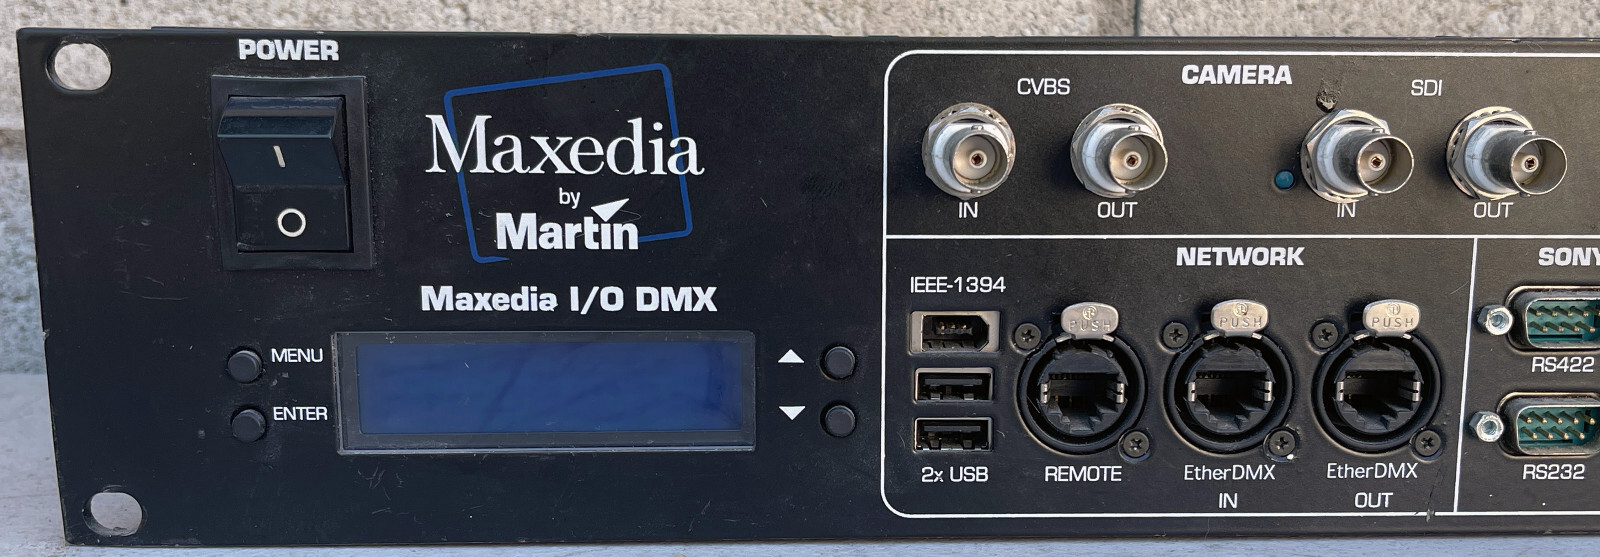 POWER
Maxedia
by
Martin
Maxedia I/O DMX
MENU
ENTER
CAMERA
CVBS
SDI
IN
OUT
IN
OUT
NETWORK
IEEE-1394
PUSH
PUSH
PUSH
2x USB
REMOTE
EtherDMX
IN
EtherDMX
OUT
SONY
RS422
RS232